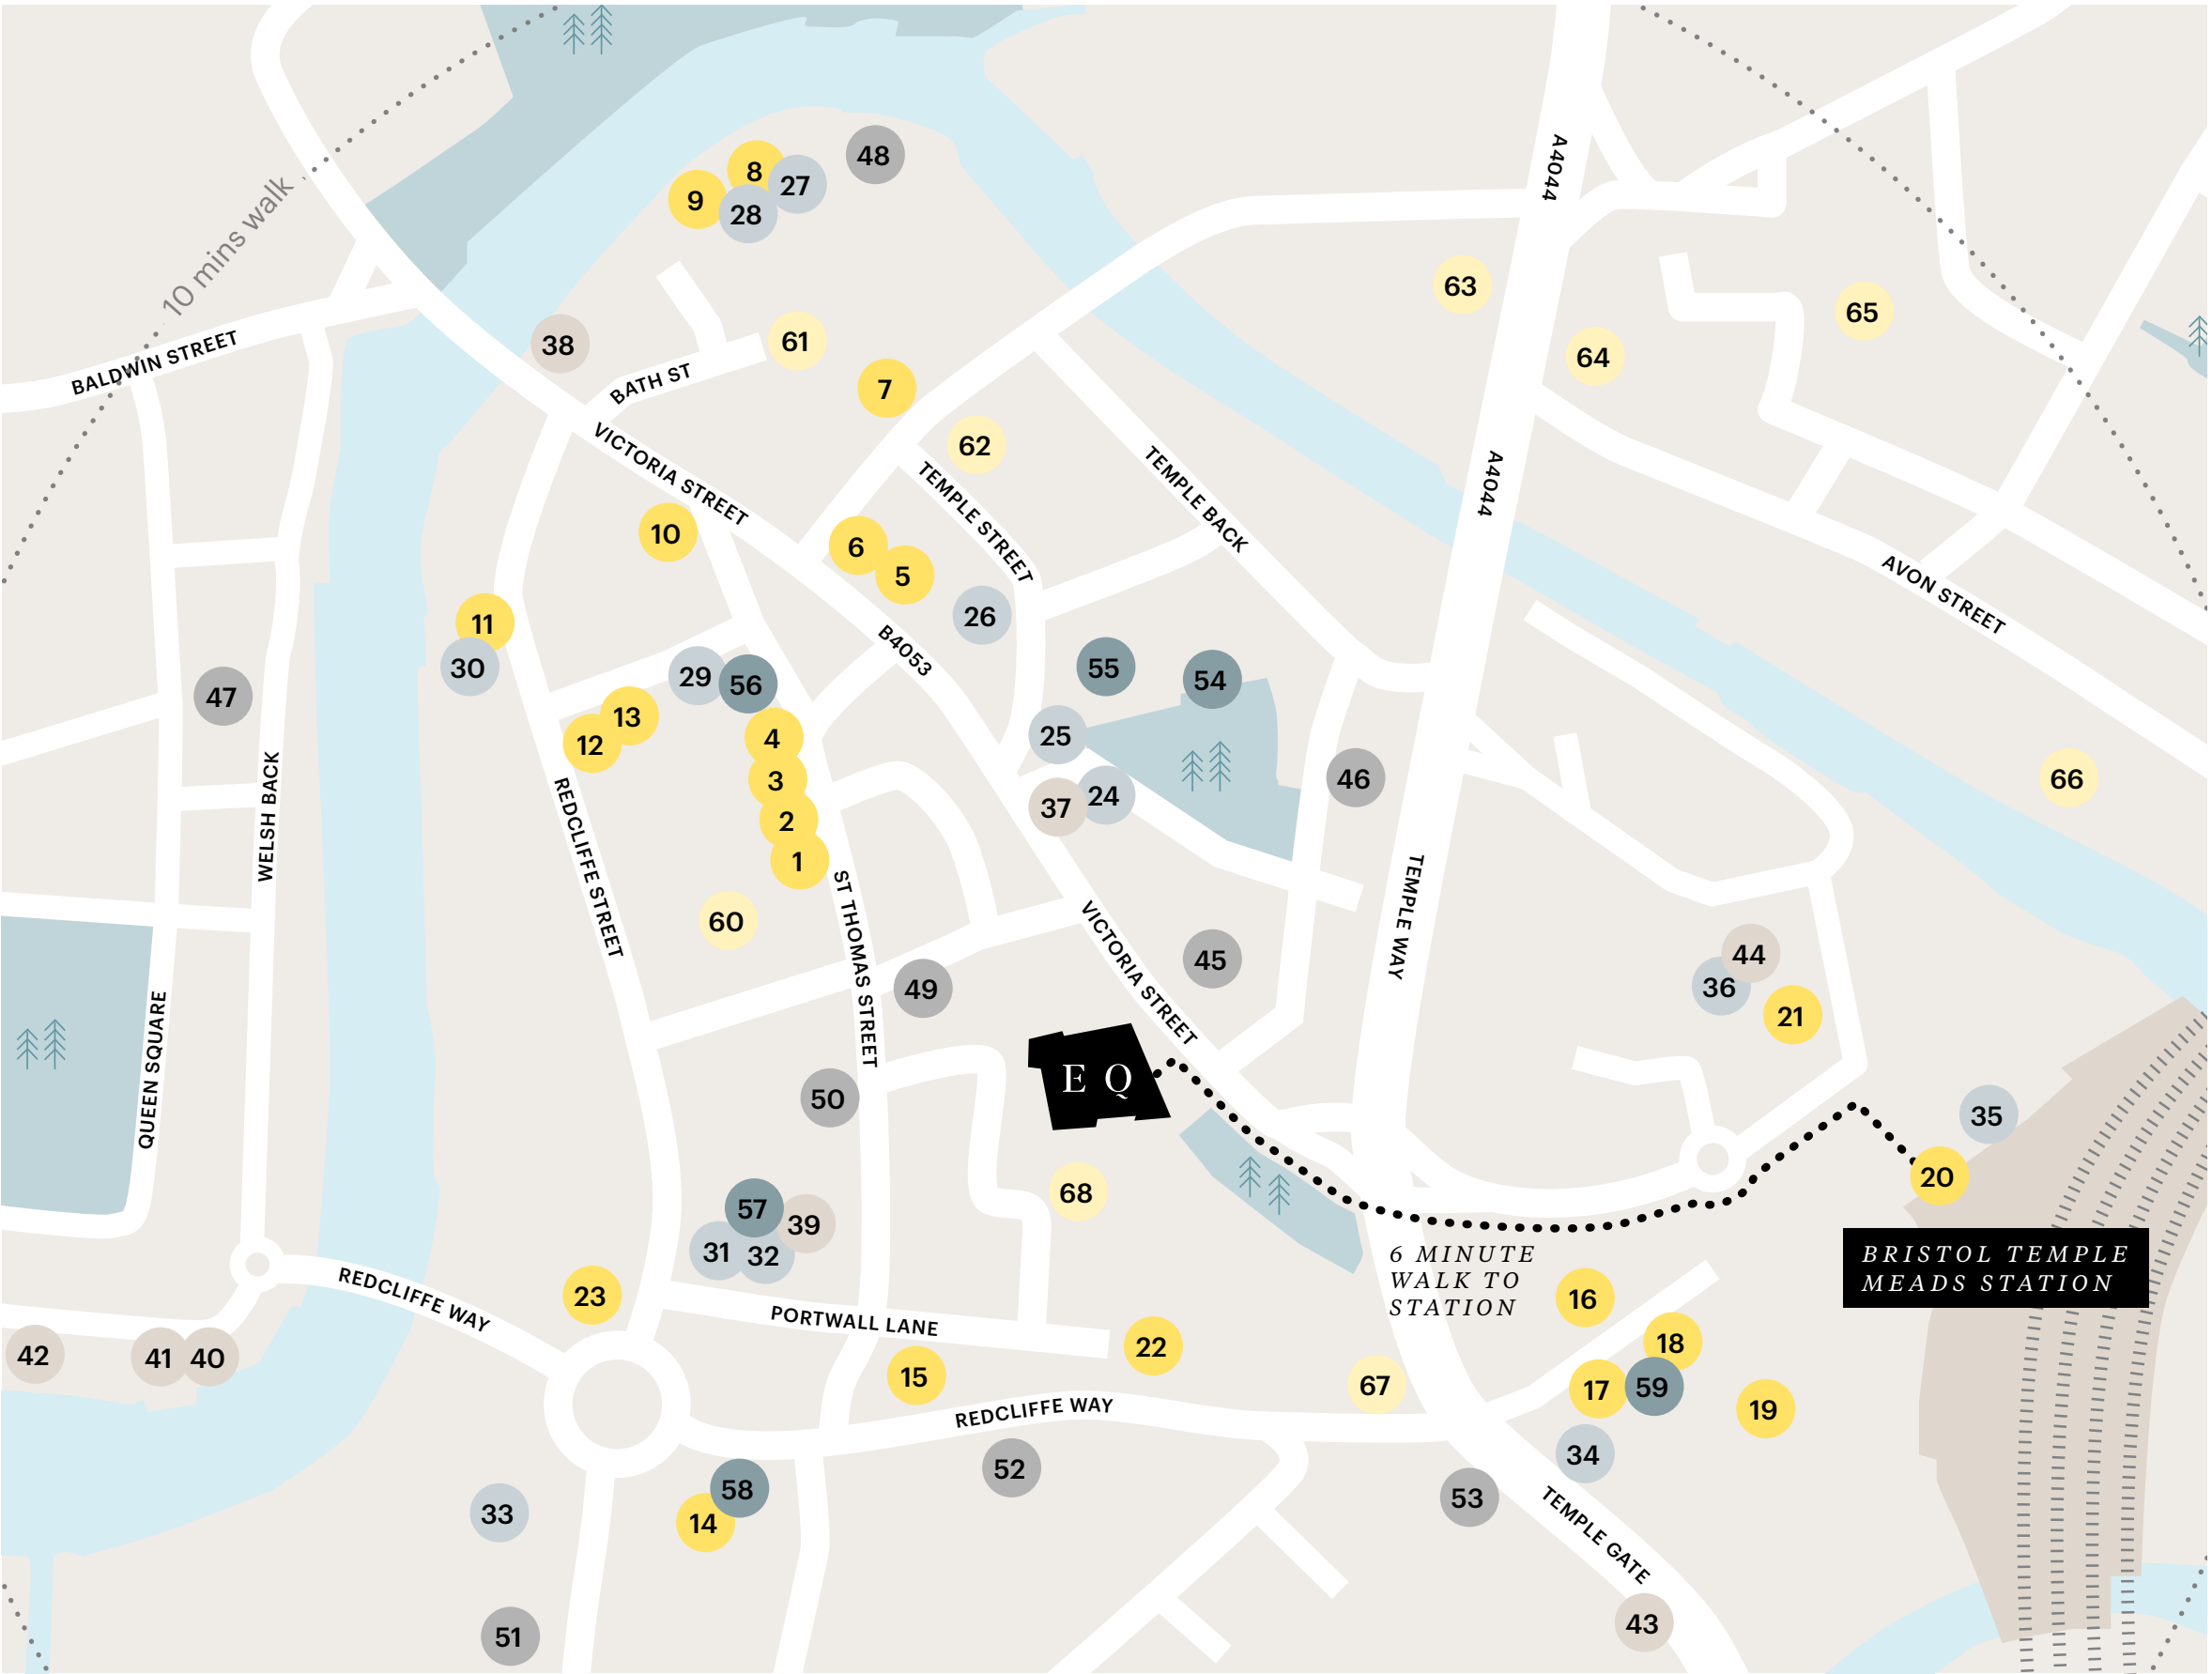 48
8
27
9
28
10 mins walk
A4044
63
65
38
61
64
BALDWIN STREET
BATH ST
7
62
VICTORIA STREET
TEMPLE STREET
TEMPLE BACK
A4044
10
6
5
26
AVON STREET
11
30
B4053
47
29
56
55
54
13
12
4
25
3
37
24
46
66
2
1
WELSH BACK
REDCLIFFE STREET
ST THOMAS STREET
60
VICTORIA STREET
TEMPLE WAY
45
44
36
21
49
QUEEN SQUARE
50
E Q
35
20
57
39
31
32
68
6 MINUTE
WALK TO
STATION
BRISTOL TEMPLE
MEADS STATION
23
REDCLIFFE WAY
PORTWALL LANE
16
42
41
40
22
18
15
67
17
59
19
REDCLIFFE WAY
34
52
58
14
33
53
TEMPLE GATE
51
43